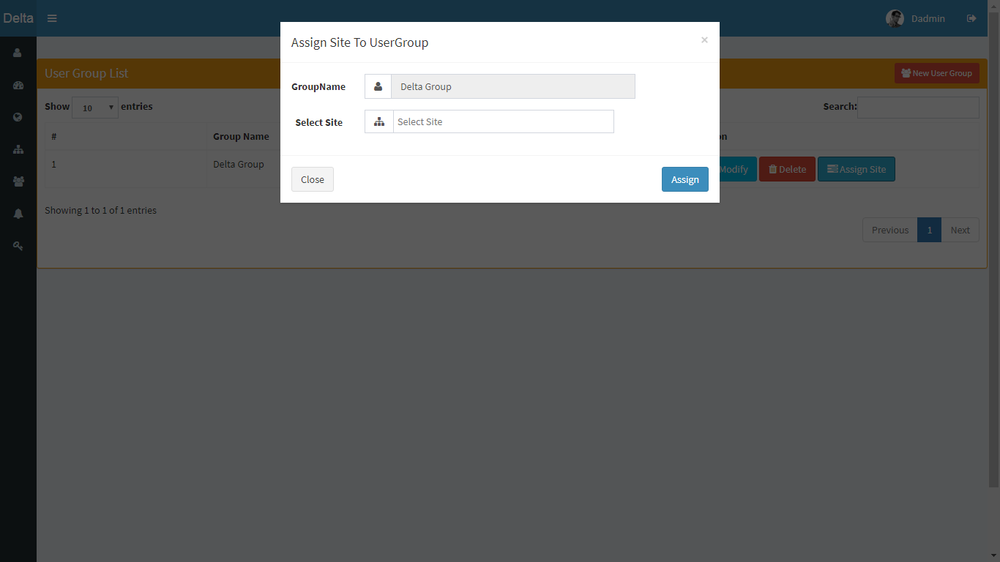 Delta
Dadmin
Assign Site To UserGroup
×
User Group List
New User Group
GroupName
Delta Group
Show 10 entries
Search:
Select Site
Select Site
#
Group Name
1
Delta Group
Modify
Delete
Assign Site
Close
Assign
Showing 1 to 1 of 1 entries
Previous
1
Next